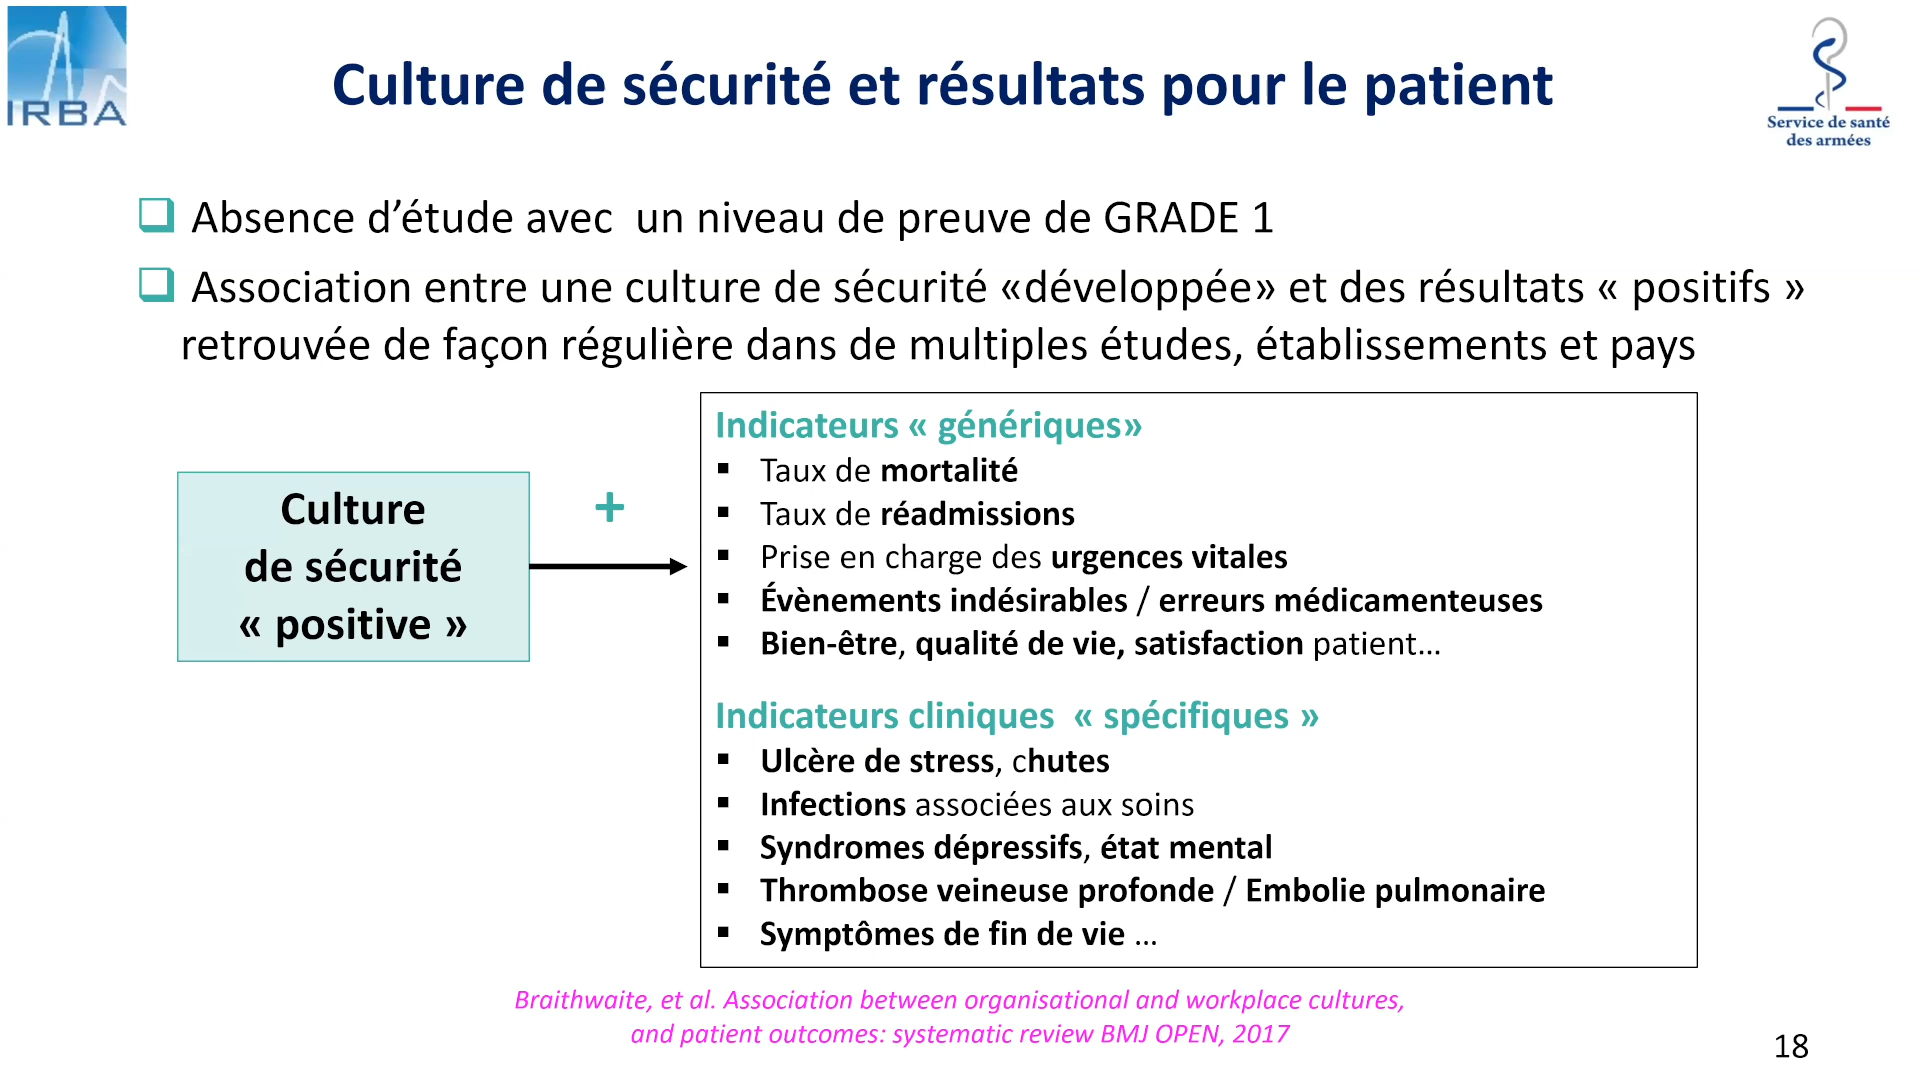 IRBA
Culture de sécurité et résultats pour le patient
Service de santé
des armées
Absence d’étude avec  un niveau de preuve de GRADE 1
Association entre une culture de sécurité «développée» et des résultats « positifs »
retrouvée de façon régulière dans de multiples études, établissements et pays
Culture
de sécurité
« positive »
+
Indicateurs « génériques»
Taux de mortalité
Taux de réadmissions
Prise en charge des urgences vitales
Évènements indésirables / erreurs médicamenteuses
Bien-être, qualité de vie, satisfaction patient…
Indicateurs cliniques  « spécifiques »
Ulcère de stress, chutes
Infections associées aux soins
Syndromes dépressifs, état mental
Thrombose veineuse profonde / Embolie pulmonaire
Symptômes de fin de vie …
Braithwaite, et al. Association between organisational and workplace cultures,
and patient outcomes: systematic review BMJ OPEN, 2017
18